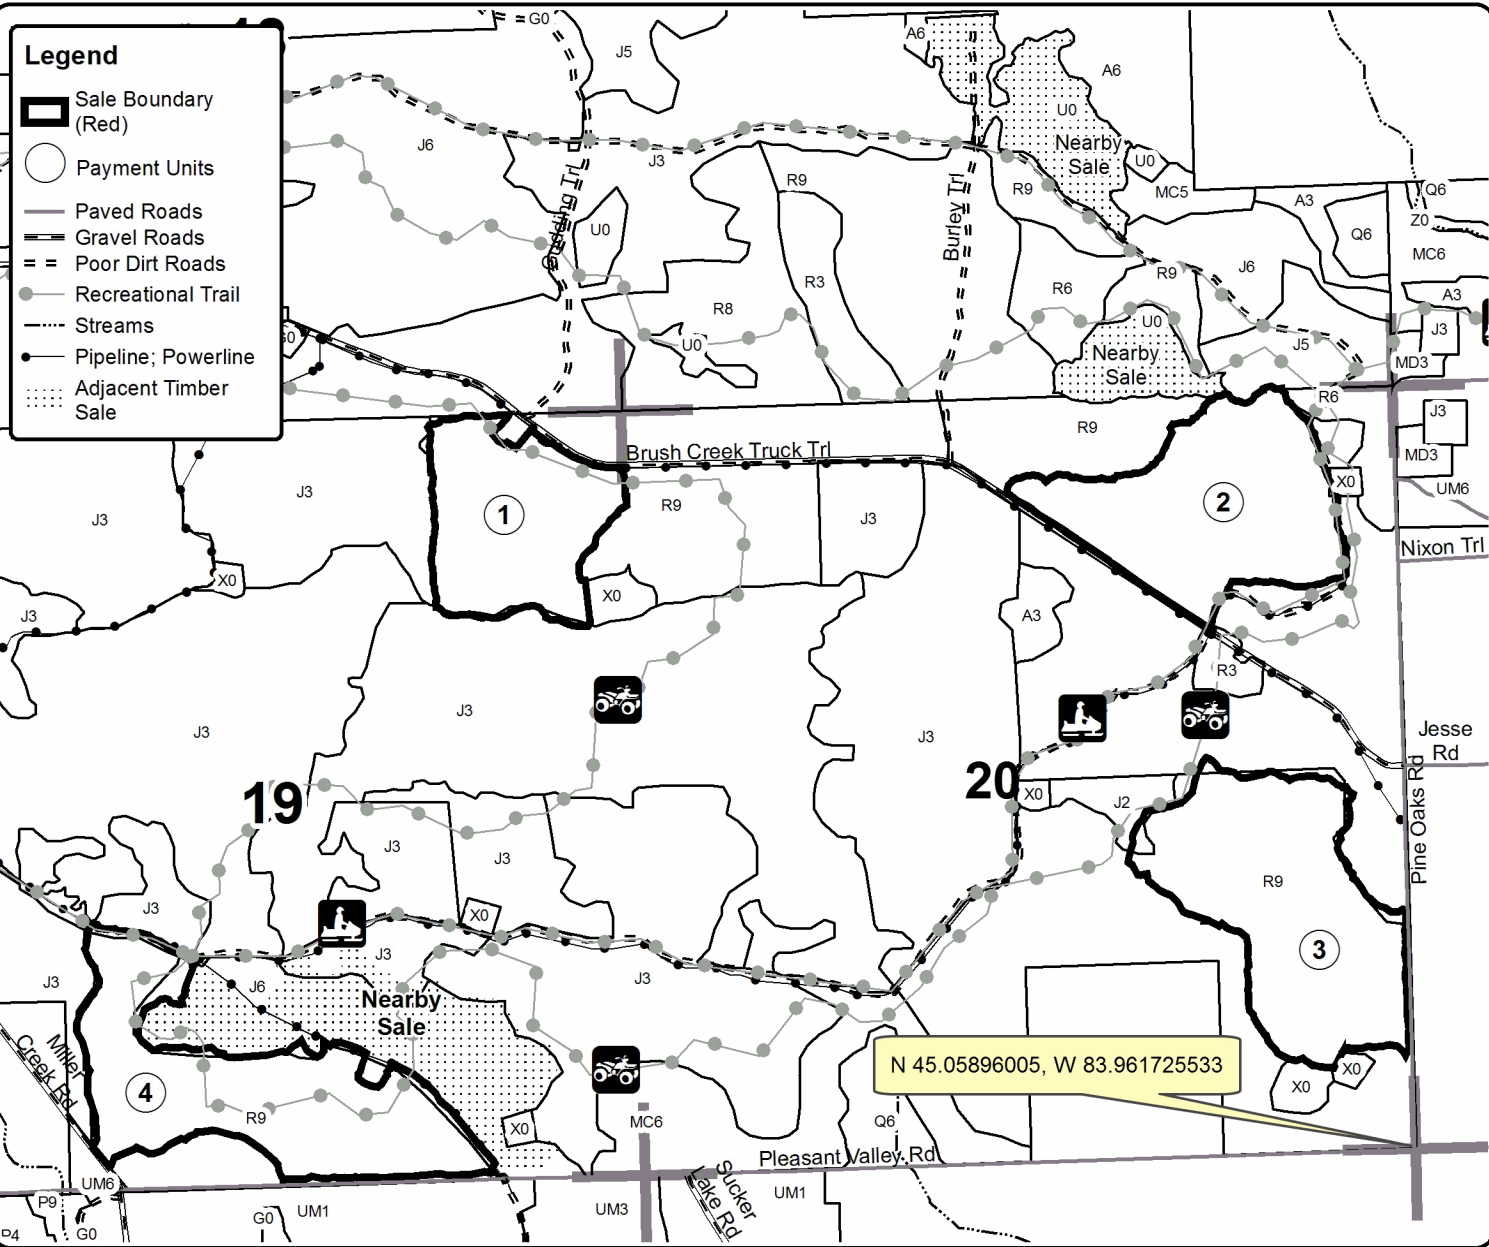 Legend
Sale Boundary
(Red)
Payment Units
Paved Roads
Gravel Roads
Poor Dirt Roads
Recreational Trail
Streams
Pipeline; Powerline
Adjacent Timber
Sale
G0
J5
A6
A6
U0
Nearby
Sale
U0
MC5
J6
J3
R9
R9
A3
Q6
Z0
Q6
MC6
Gudding Trl
U0
Burley Trl
R9
J6
R3
R6
A3
R8
U0
J3
U0
Nearby
Sale
J5
MD3
R6
J3
R9
MD3
Brush Creek Truck Trl
X0
UM6
J3
1
R9
J3
2
J3
Nixon Trl
X0
X0
J3
A3
R3
J3
J3
J3
Jesse
Rd
Pine Oaks Rd
19
20
X0
J2
J3
J3
R9
J3
X0
3
J3
J3
J6
Nearby
Sale
J3
Miller
Creek Rd
N 45.05896005, W 83.961725533
X0
X0
4
R9
X0
MC6
Q6
Pleasant Valley Rd
UM6
P9
G0
G0
UM1
UM3
Sucker
Lake Rd
UM1